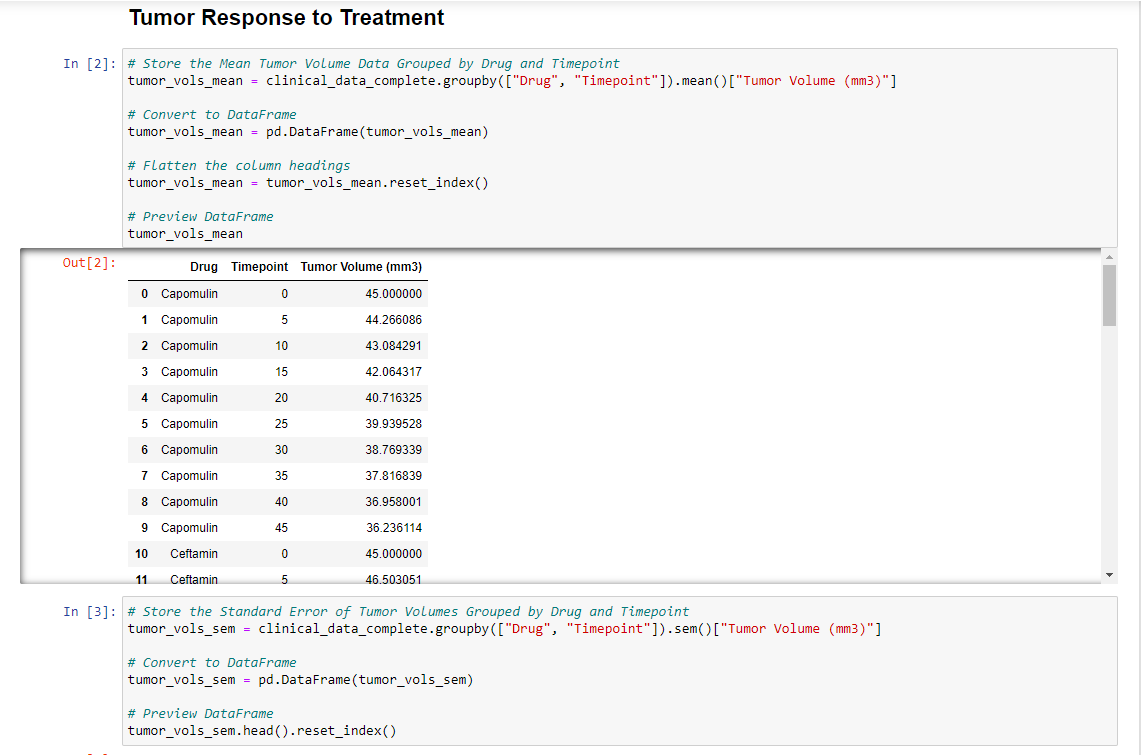 Tumor Response to Treatment
In [2]: # Store the Mean Tumor Volume Data Grouped by Drug and Timepoint
tumor_vols_mean = clinical_data_complete.groupby(["Drug", "Timepoint"]).mean()["Tumor Volume (mm3)"]
# Convert to DataFrame
tumor_vols_mean = pd.DataFrame(tumor_vols_mean)
# Flatten the column headings
tumor_vols_mean = tumor_vols_mean.reset_index()
# Preview DataFrame
tumor_vols_mean
Out[2]:
Drug Timepoint Tumor Volume (mm3)
0 Capomulin 0 45.000000
1 Capomulin 5 44.266086
2 Capomulin 10 43.084291
3 Capomulin 15 42.064317
4 Capomulin 20 40.716325
5 Capomulin 25 39.939528
6 Capomulin 30 38.769339
7 Capomulin 35 37.816839
8 Capomulin 40 36.958001
9 Capomulin 45 36.236114
10 Ceftamin 0 45.000000
11 Ceftamin 5 46.503051
In [3]: # Store the Standard Error of Tumor Volumes Grouped by Drug and Timepoint
tumor_vols_sem = clinical_data_complete.groupby(["Drug", "Timepoint"]).sem()["Tumor Volume (mm3)"]
# Convert to DataFrame
tumor_vols_sem = pd.DataFrame(tumor_vols_sem)
# Preview DataFrame
tumor_vols_sem.head().reset_index()